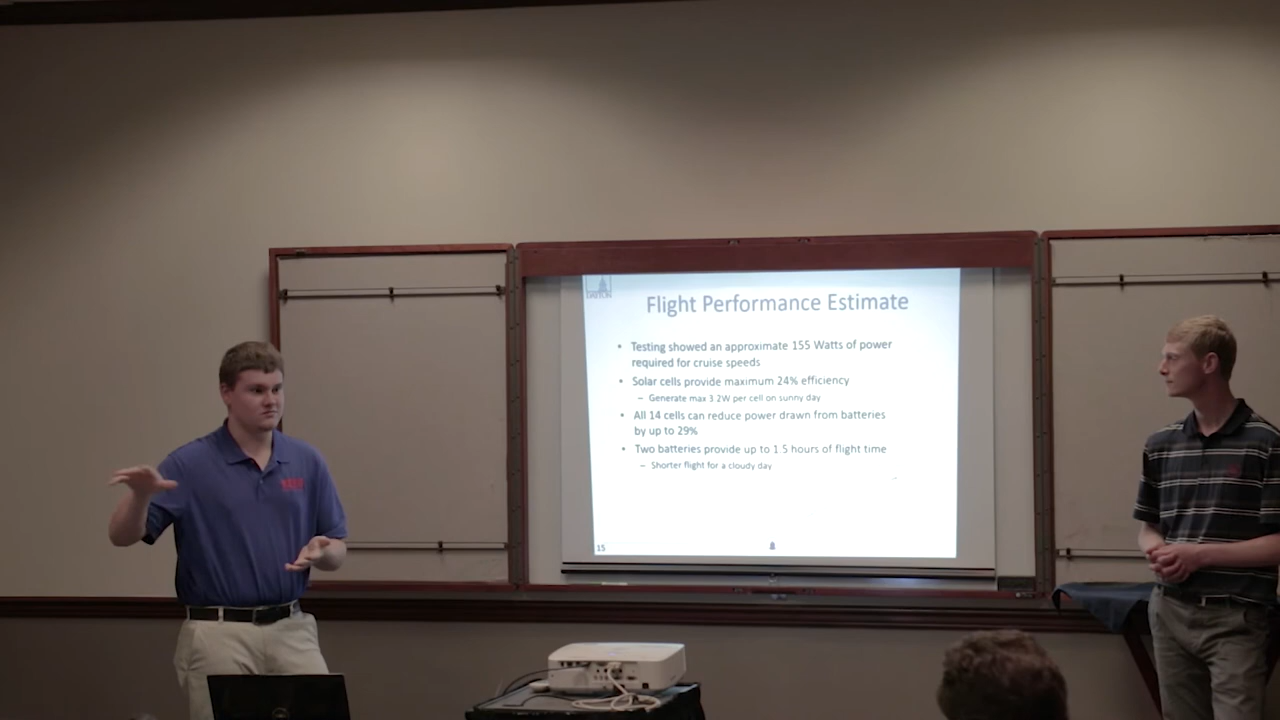 DAYTON
Flight Performance Estimate
• Testing showed an approximate 155 Watts of power
required for cruise speeds
• Solar cells provide maximum 24% efficiency
– Generate max 3.2W per cell on sunny day
• All 14 cells can reduce power drawn from batteries
by up to 29%
• Two batteries provide up to 1.5 hours of flight time
– Shorter flight for a cloudy day
15